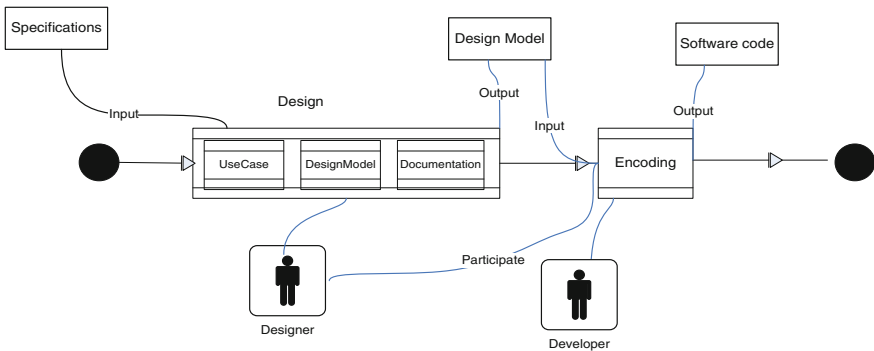 Specifications
Design Model
Software code
Design
Output
Input
Output
Input
UseCase
DesignModel
Documentation
Encoding
Participate
Designer
Developer